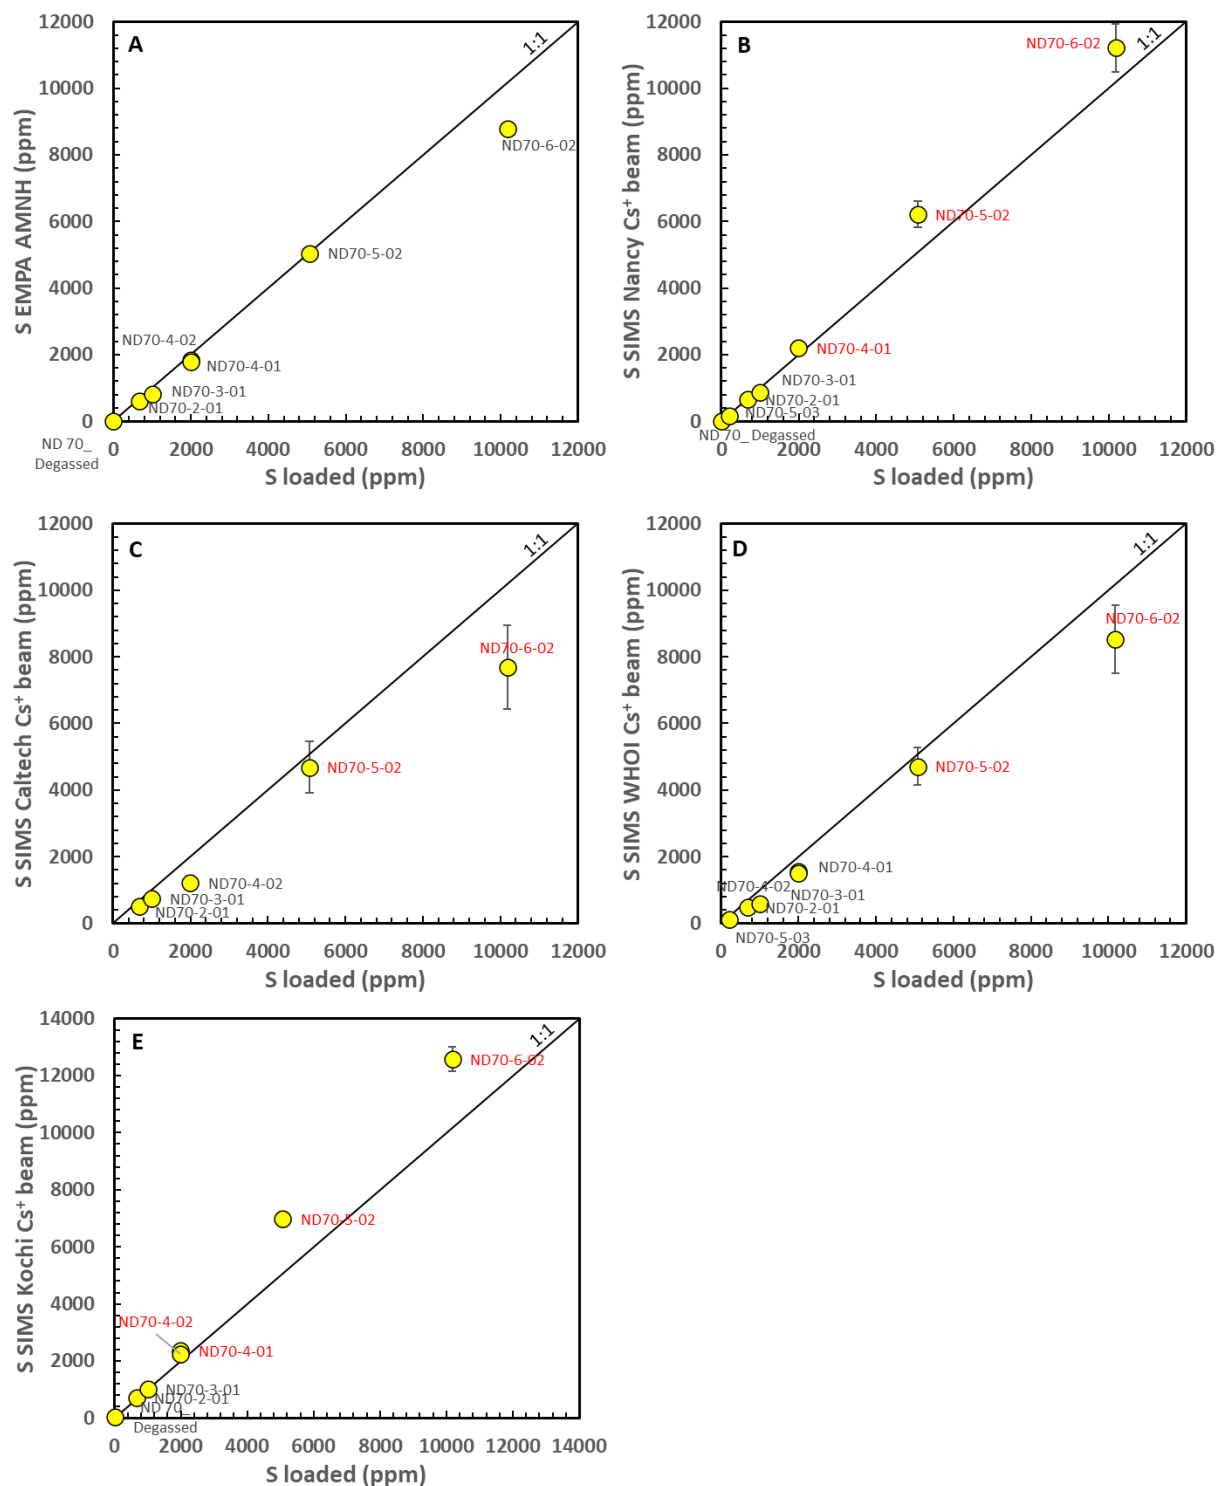 A
1:1
12000
10000
8000
6000
4000
2000
0
S EMPA AMNH (ppm)
ND70-6-02
ND70-5-02
ND70-4-02
ND70-4-01
ND70-3-01
ND70-2-01
ND 70_
Degassed
0 2000 4000 6000 8000 10000 12000
S loaded (ppm)
B
1:1
12000
10000
8000
6000
4000
2000
0
S SIMS Nancy Cs⁺ beam (ppm)
ND70-6-02
ND70-5-02
ND70-4-01
ND70-3-01
ND70-2-01
ND70-5-03
ND 70_ Degassed
0 2000 4000 6000 8000 10000 12000
S loaded (ppm)
C
1:1
12000
10000
8000
6000
4000
2000
0
S SIMS Caltech Cs⁺ beam (ppm)
ND70-6-02
ND70-5-02
ND70-4-02
ND70-3-01
ND70-2-01
0 2000 4000 6000 8000 10000 12000
S loaded (ppm)
D
1:1
12000
10000
8000
6000
4000
2000
0
S SIMS WHOI Cs⁺ beam (ppm)
ND70-6-02
ND70-5-02
ND70-4-01
ND70-4-02
ND70-3-01
ND70-2-01
ND70-5-03
0 2000 4000 6000 8000 10000 12000
S loaded (ppm)
E
1:1
14000
12000
10000
8000
6000
4000
2000
0
S SIMS Kochi Cs⁺ beam (ppm)
ND70-6-02
ND70-5-02
ND70-4-02
ND70-4-01
ND70-3-01
ND70-2-01
ND 70_
Degassed
0 2000 4000 6000 8000 10000 12000 14000
S loaded (ppm)